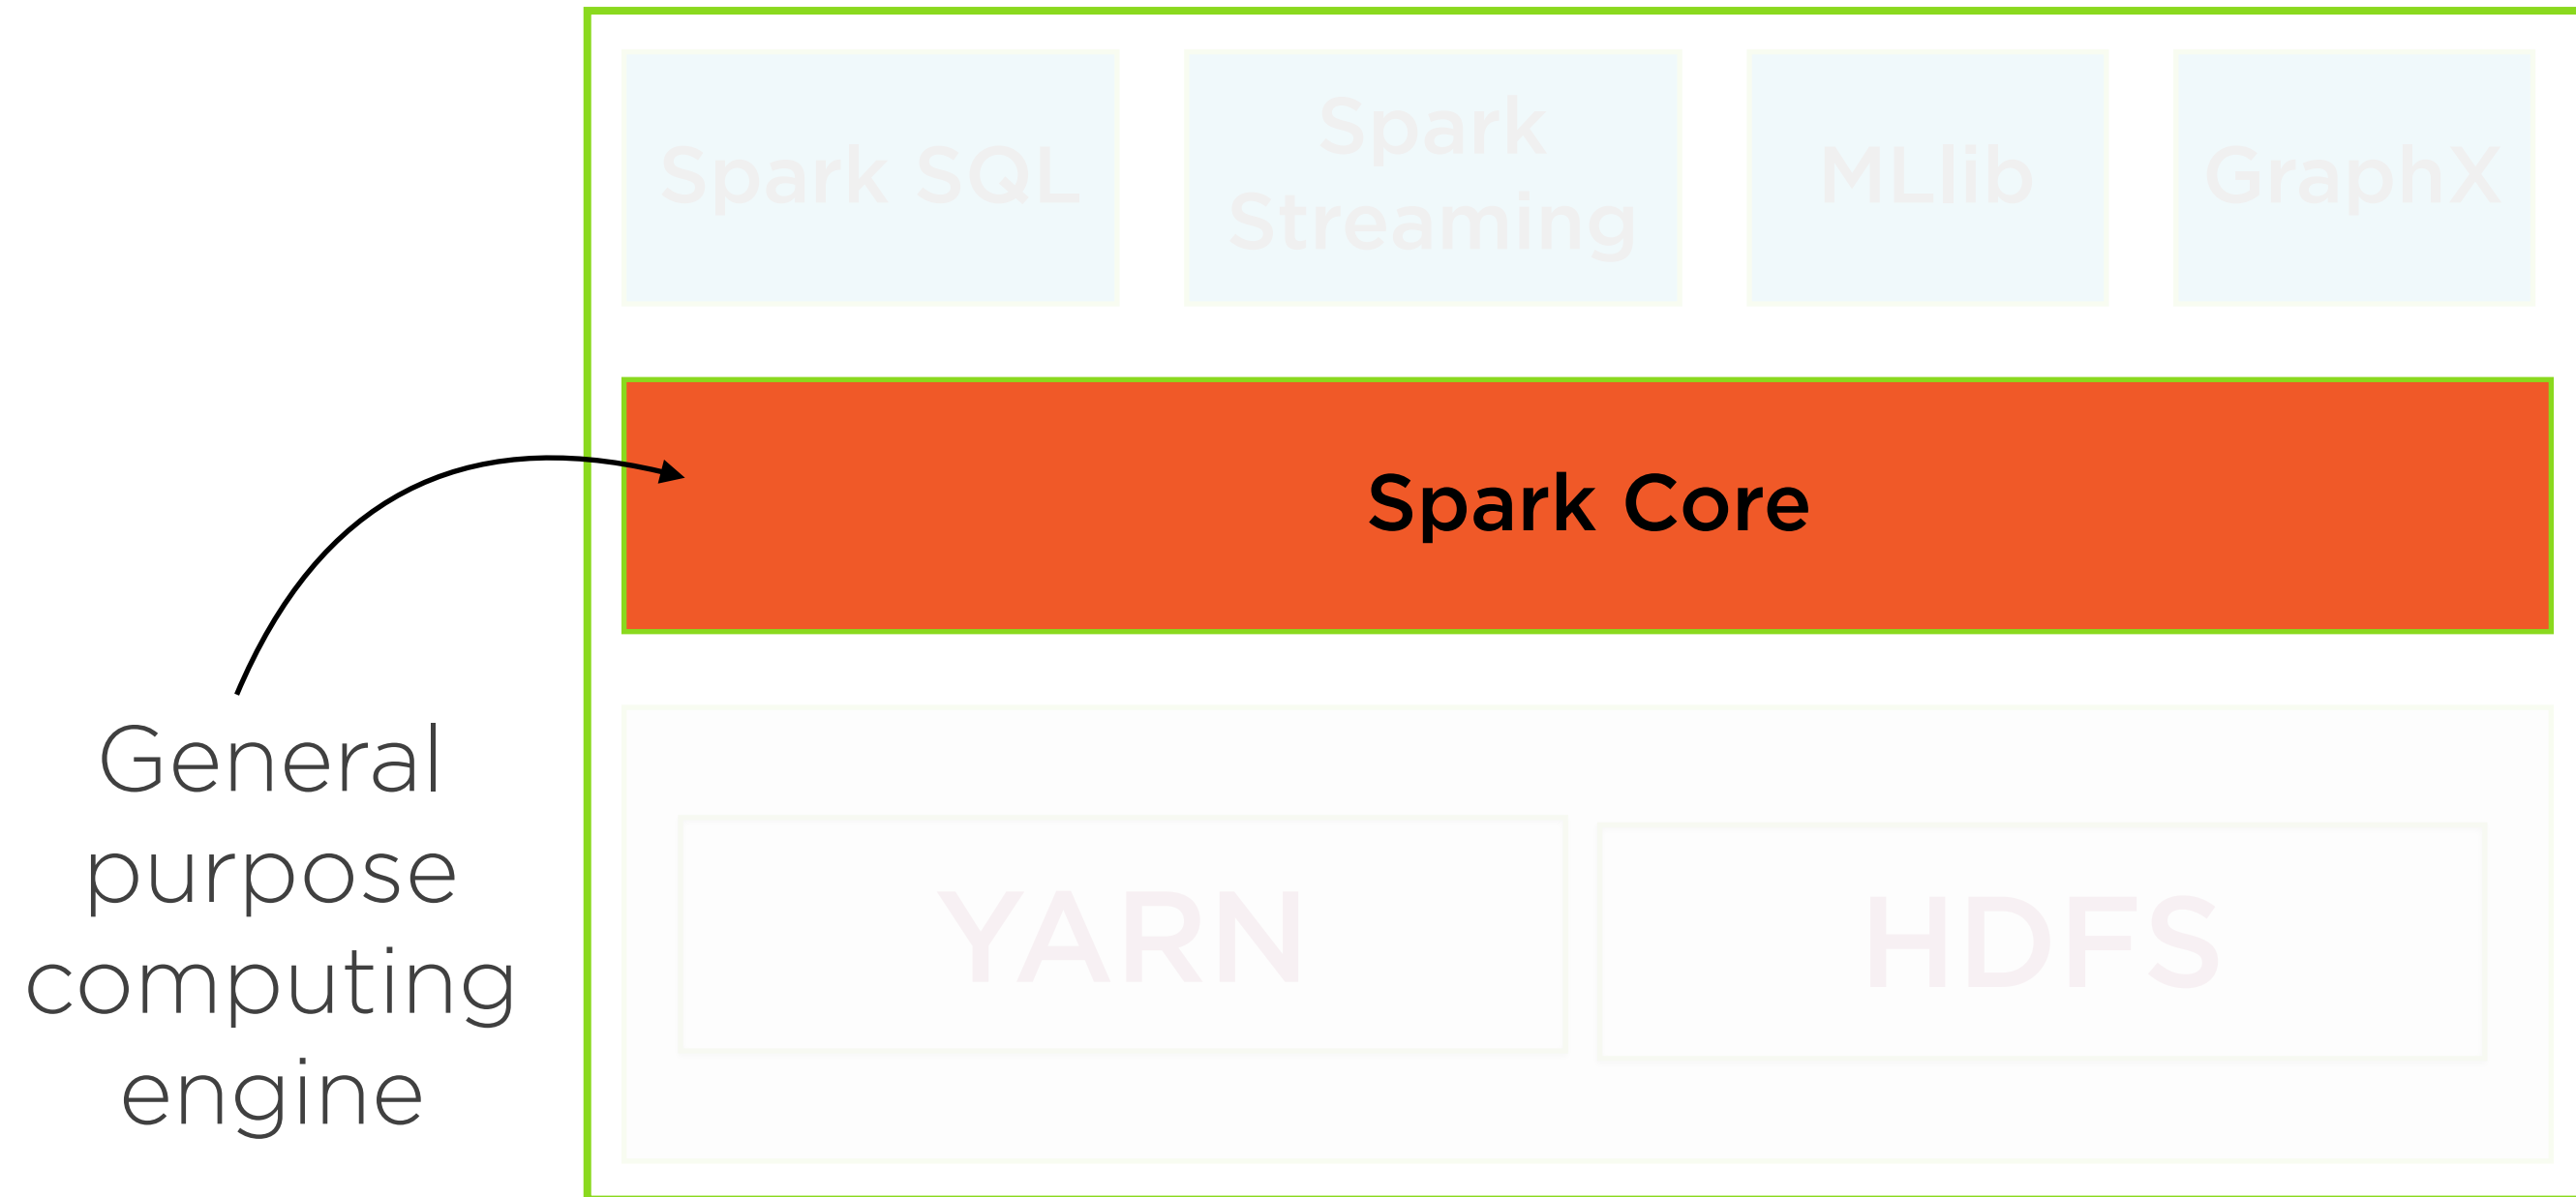 Spark SQL
Spark
Streaming
MLlib
GraphX
Spark Core
General
purpose
computing
engine
YARN
HDFS